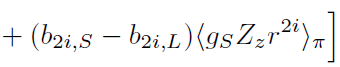 + (b_{2i,S} − b_{2i,L})⟨g_S Z_z r^{2i}⟩_π]